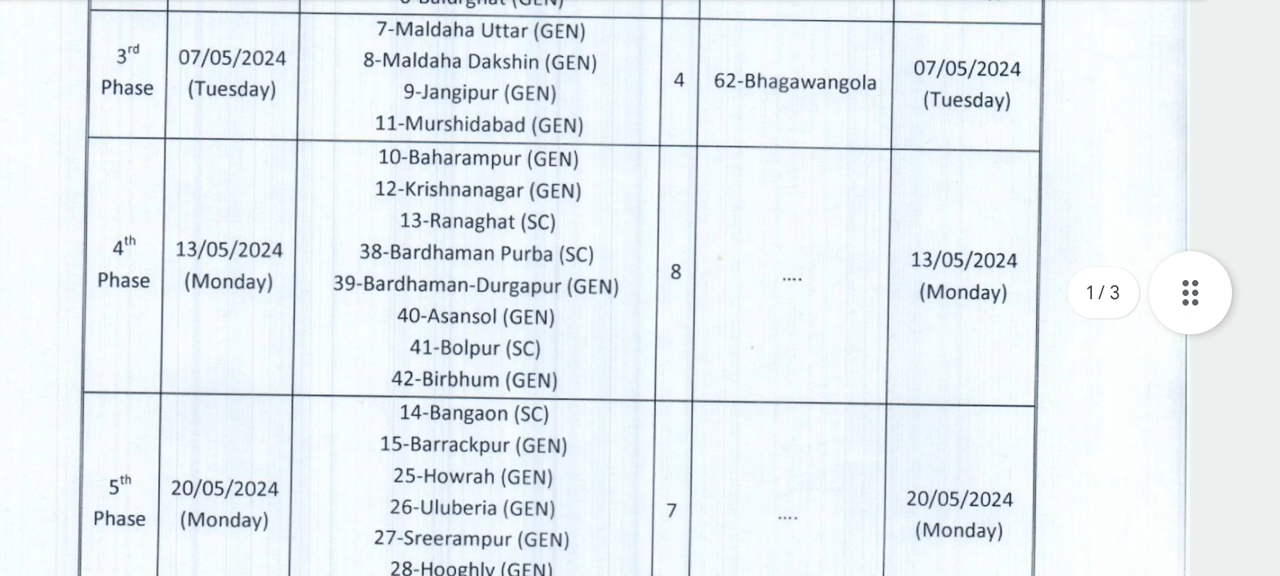 3rd
Phase
07/05/2024
(Tuesday)
7-Maldaha Uttar (GEN)
8-Maldaha Dakshin (GEN)
9-Jangipur (GEN)
11-Murshidabad (GEN)
4
62-Bhagawangola
07/05/2024
(Tuesday)
4th
Phase
13/05/2024
(Monday)
10-Baharampur (GEN)
12-Krishnanagar (GEN)
13-Ranaghat (SC)
38-Bardhaman Purba (SC)
39-Bardhaman-Durgapur (GEN)
40-Asansol (GEN)
41-Bolpur (SC)
42-Birbhum (GEN)
8
....
13/05/2024
(Monday)
1 / 3
5th
Phase
20/05/2024
(Monday)
14-Bangaon (SC)
15-Barrackpur (GEN)
25-Howrah (GEN)
26-Uluberia (GEN)
27-Sreerampur (GEN)
28-Hooghly (GEN)
7
....
20/05/2024
(Monday)